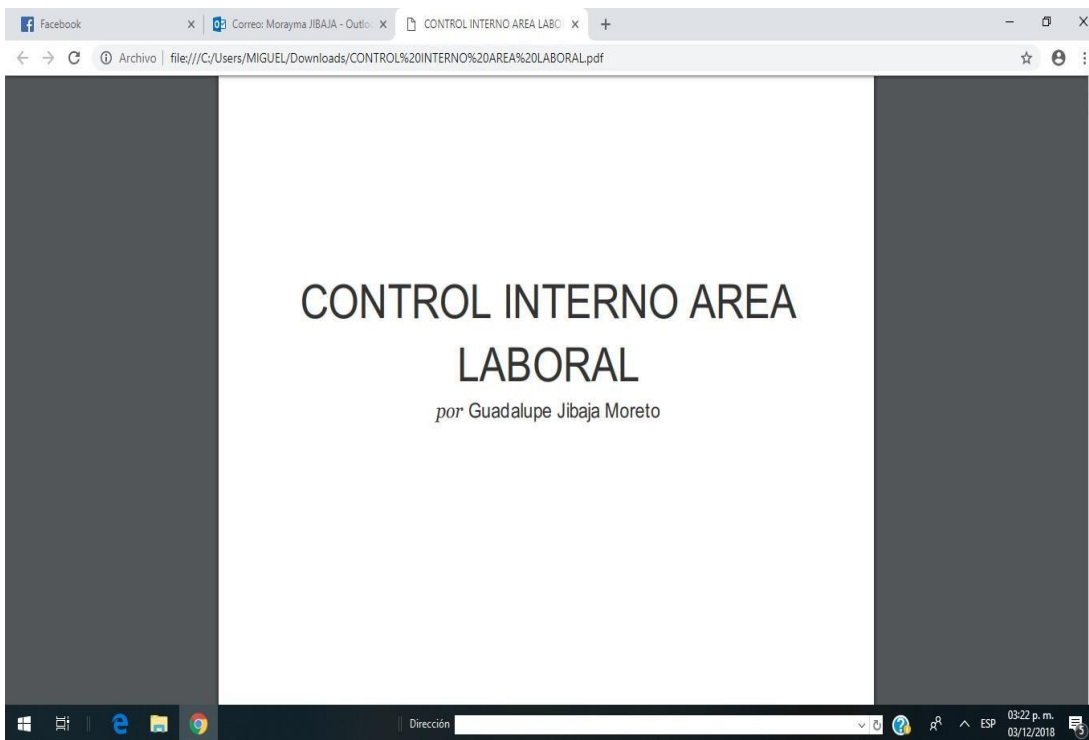 Facebook
Correo: Morayma JIBAJA - Outlo
CONTROL INTERNO AREA LABO
Archivo | file:///C:/Users/MIGUEL/Downloads/CONTROL%20INTERNO%20AREA%20LABORAL.pdf
CONTROL INTERNO AREA
LABORAL
por Guadalupe Jibaja Moreto
Dirección
ESP
03:22 p. m.
03/12/2018